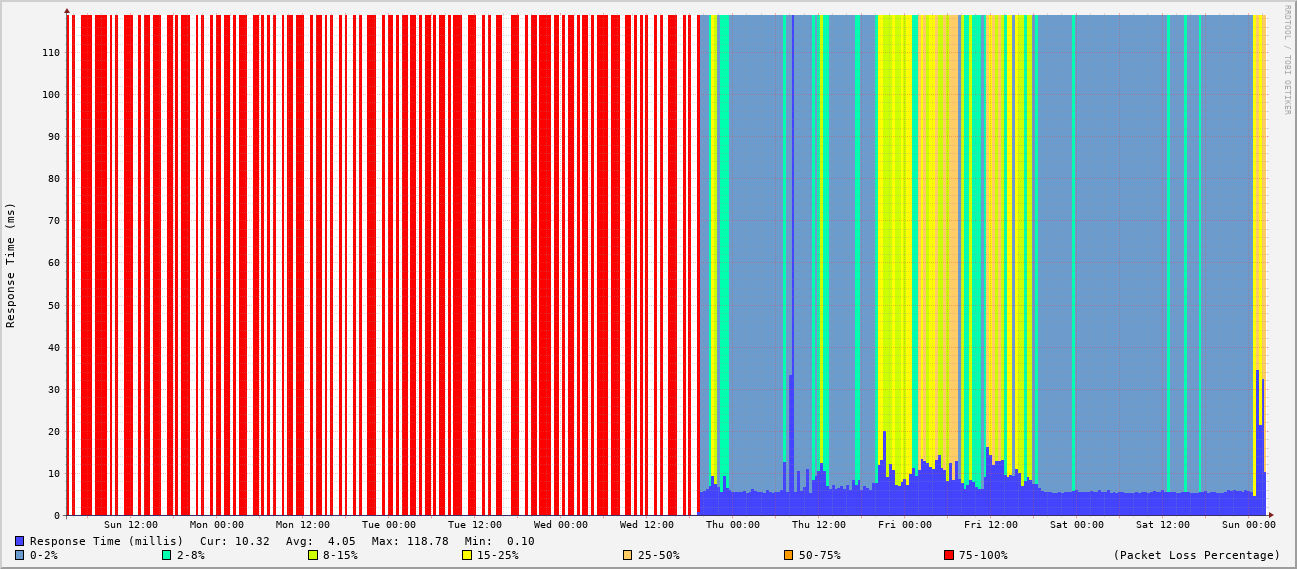 RRDTOOL / TOBI OETIKER
Response Time (ms)
110
100
90
80
70
60
50
40
30
20
10
0
Sun 12:00 Mon 00:00 Mon 12:00 Tue 00:00 Tue 12:00 Wed 00:00 Wed 12:00 Thu 00:00 Thu 12:00 Fri 00:00 Fri 12:00 Sat 00:00 Sat 12:00 Sun 00:00
Response Time (millis) Cur: 10.32 Avg: 4.05 Max: 118.78 Min: 0.10
0-2% 2-8% 8-15% 15-25% 25-50% 50-75% 75-100% (Packet Loss Percentage)